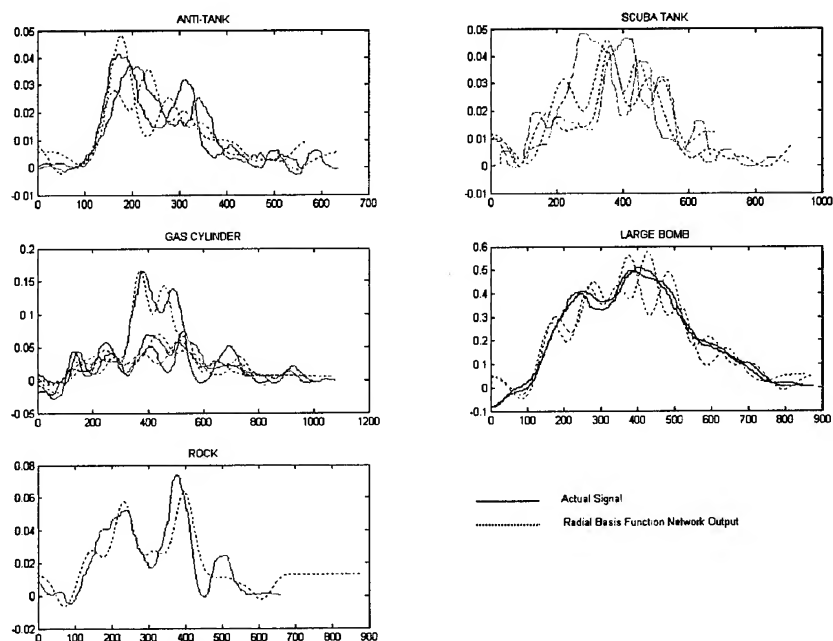 ANTI-TANK
0.05
0.04
0.03
0.02
0.01
0
-0.01
0 100 200 300 400 500 600 700
SCUBA TANK
0.05
0.04
0.03
0.02
0.01
0
-0.01
0 200 400 600 800 1000
GAS CYLINDER
0.2
0.15
0.1
0.05
0
-0.05
0 200 400 600 800 1000 1200
LARGE BOMB
0.6
0.5
0.4
0.3
0.2
0.1
0
-0.1
0 100 200 300 400 500 600 700 800 900
ROCK
0.08
0.06
0.04
0.02
0
-0.02
0 100 200 300 400 500 600 700 800 900
Actual Signal
Radial Basis Function Network Output